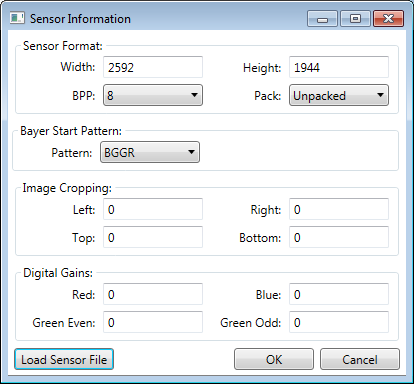 Sensor Information
Sensor Format:
Width: 2592 Height: 1944
BPP: 8 Pack: Unpacked
Bayer Start Pattern:
Pattern: BGGR
Image Cropping:
Left: 0 Right: 0
Top: 0 Bottom: 0
Digital Gains:
Red: 0 Blue: 0
Green Even: 0 Green Odd: 0
Load Sensor File OK Cancel